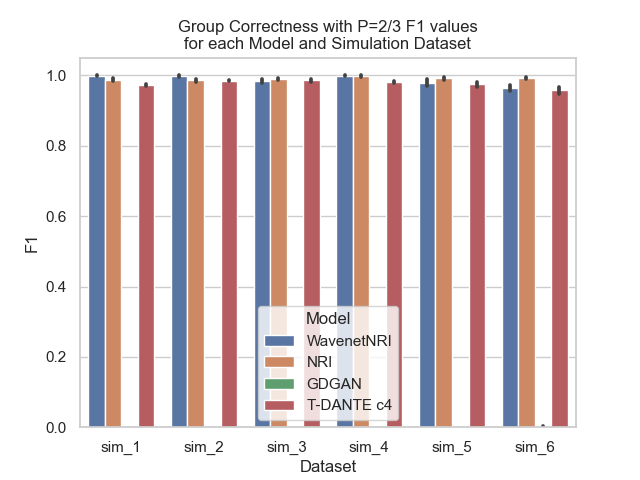 Group Correctness with P=2/3 F1 values
for each Model and Simulation Dataset
1.0
0.8
0.6
0.4
0.2
0.0
F1
Model
WavenetNRI
NRI
GDGAN
T-DANTE c4
sim_1 sim_2 sim_3 sim_4 sim_5 sim_6
Dataset